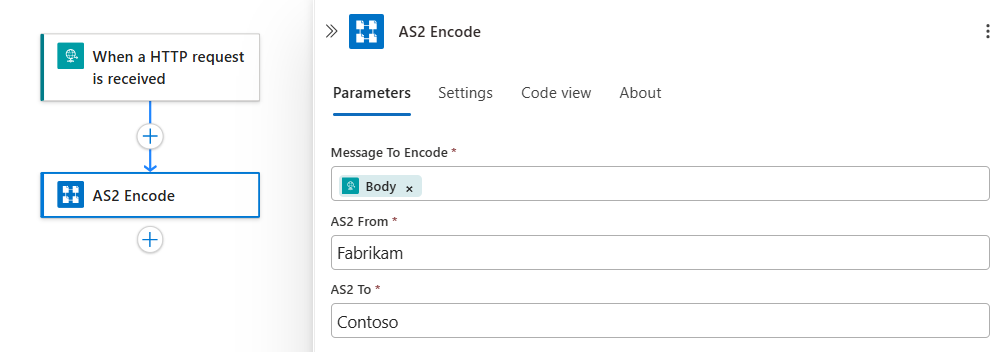 When a HTTP request
is received
AS2 Encode
AS2 Encode
Parameters Settings Code view About
Message To Encode *
Body ×
AS2 From *
Fabrikam
AS2 To *
Contoso